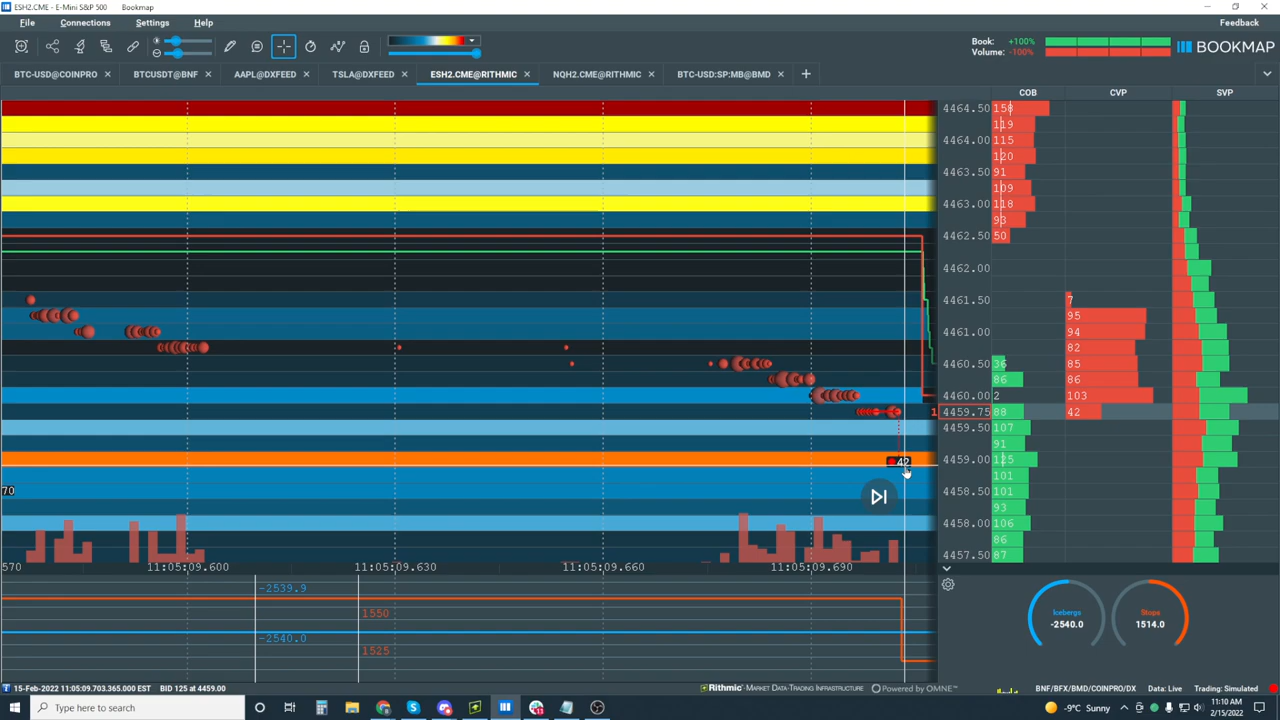 ESH2.CME - E-Mini S&P 500 Bookmap
File Connections Settings Help Feedback
Book: +100%
Volume: -100%
BOOKMAP
BTC-USD@COINPRO × BTCUSDT@BNF × AAPL@DXFEED × TSLA@DXFEED × ESH2.CME@RITHMIC × NQH2.CME@RITHMIC × BTC-USD:SP:MB@BMD × +
COB CVP SVP
4464.50 158
119
4464.00 115
120
4463.50 91
109
4463.00 118
93
4462.50 50
4462.00
4461.50 7
95
4461.00 94
82
4460.50 36 85
86 86
4460.00 2 103
1 4459.75 88 42
4459.50 107
91
4459.00 125
42
101
70 4458.50 101
93
4458.00 106
86
4457.50 87
570 11:05:09.600 11:05:09.630 11:05:09.660 11:05:09.690
-2539.9
1550
-2540.0
1525
Icebergs
-2540.0
Stops
1514.0
15-Feb-2022 11:05:09.703.365.000 EST BID 125 at 4459.00
Rithmic - MARKET DATA·TRADING INFRASTRUCTURE Powered by OMNE™
BNF/BFX/BMD/COINPRO/DX Data: Live Trading: Simulated
Type here to search
-9°C Sunny
11:10 AM
2/15/2022